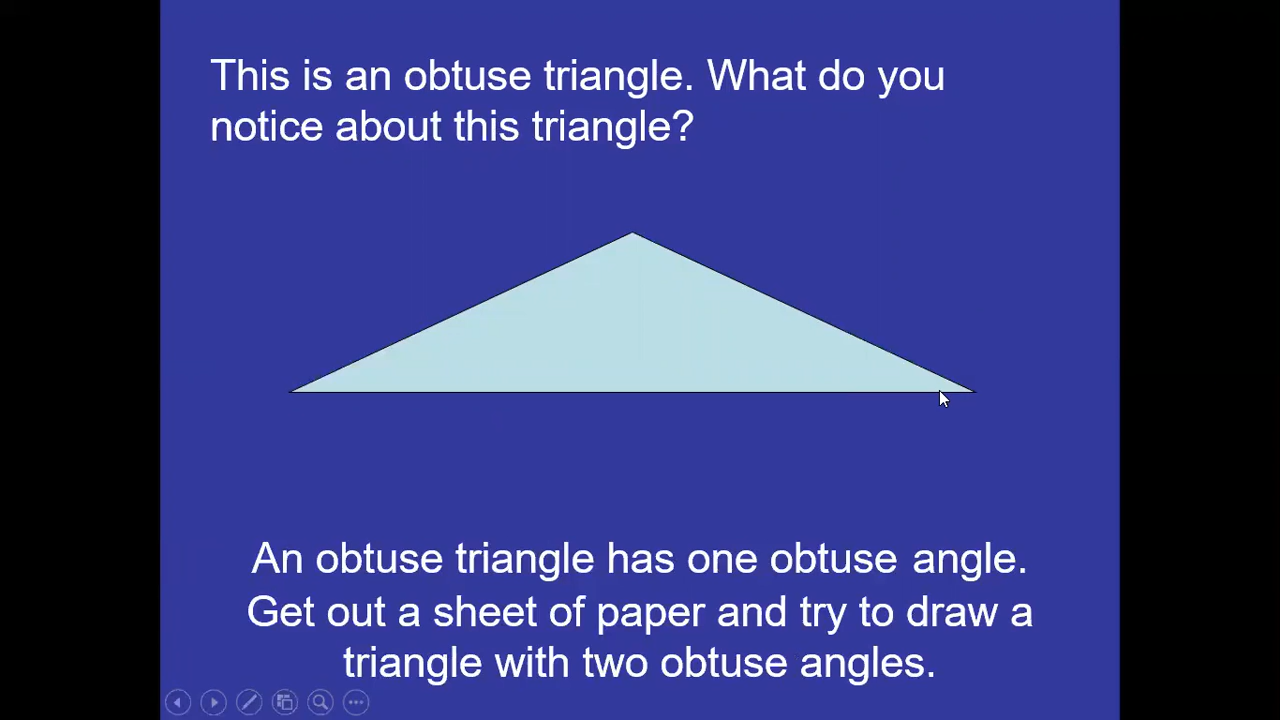 This is an obtuse triangle. What do you
notice about this triangle?
An obtuse triangle has one obtuse angle.
Get out a sheet of paper and try to draw a
triangle with two obtuse angles.